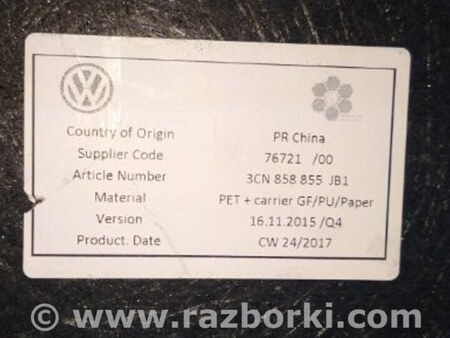 Country of Origin PR China
Supplier Code 76721 /00
Article Number 3CN 858 855 JB1
Material PET + carrier GF/PU/Paper
Version 16.11.2015 /Q4
Product. Date CW 24/2017
© www.razborki.com